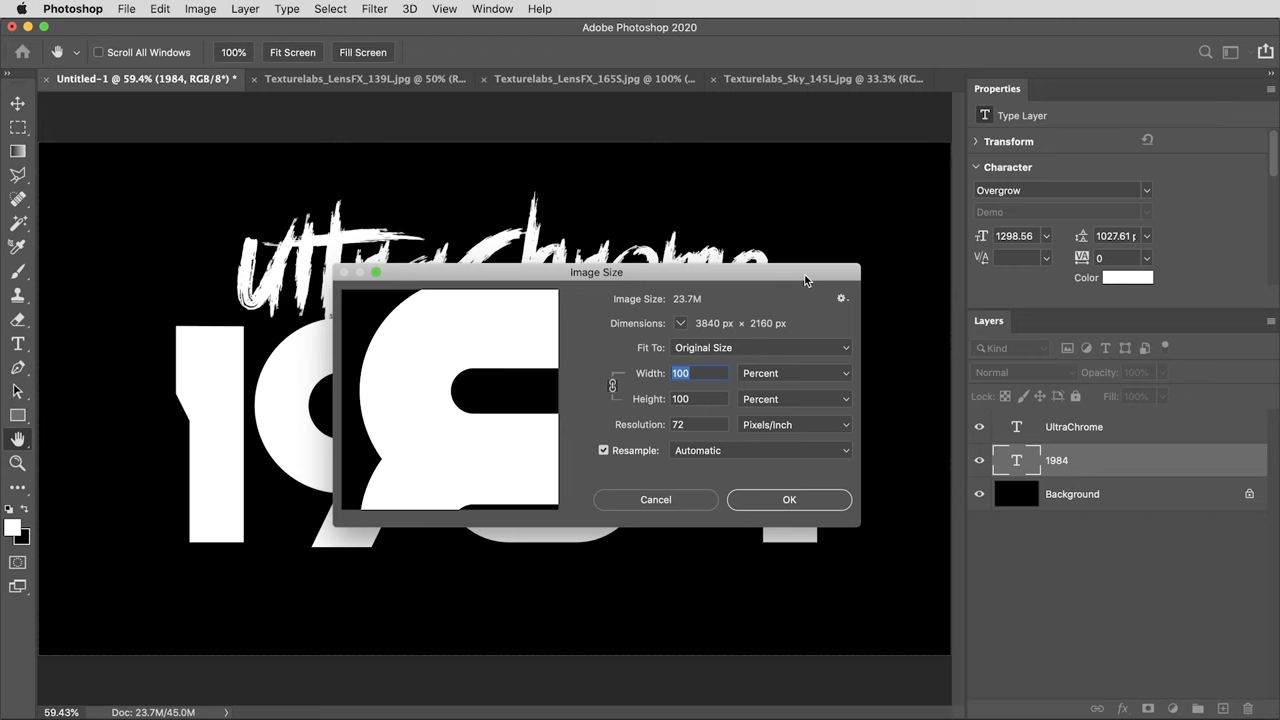 Photoshop File Edit Image Layer Type Select Filter 3D View Window Help
Adobe Photoshop 2020
Scroll All Windows 100% Fit Screen Fill Screen
Untitled-1 @ 59.4% (1984, RGB/8*) * Texturelabs_LensFX_139L.jpg @ 50% (R... Texturelabs_LensFX_165S.jpg @ 100% (... Texturelabs_Sky_145L.jpg @ 33.3% (RG...
Properties
T Type Layer
Transform
Character
Overgrow
Demo
1298.56 1027.61 p
0
Color
UltraChrome
1984
Image Size
Image Size: 23.7M
Dimensions: 3840 px × 2160 px
Fit To: Original Size
Width: 100 Percent
Height: 100 Percent
Resolution: 72 Pixels/Inch
Resample: Automatic
Cancel OK
Layers
Kind
Normal Opacity: 100%
Lock: Fill: 100%
T UltraChrome
T 1984
Background
59.43% Doc: 23.7M/45.0M